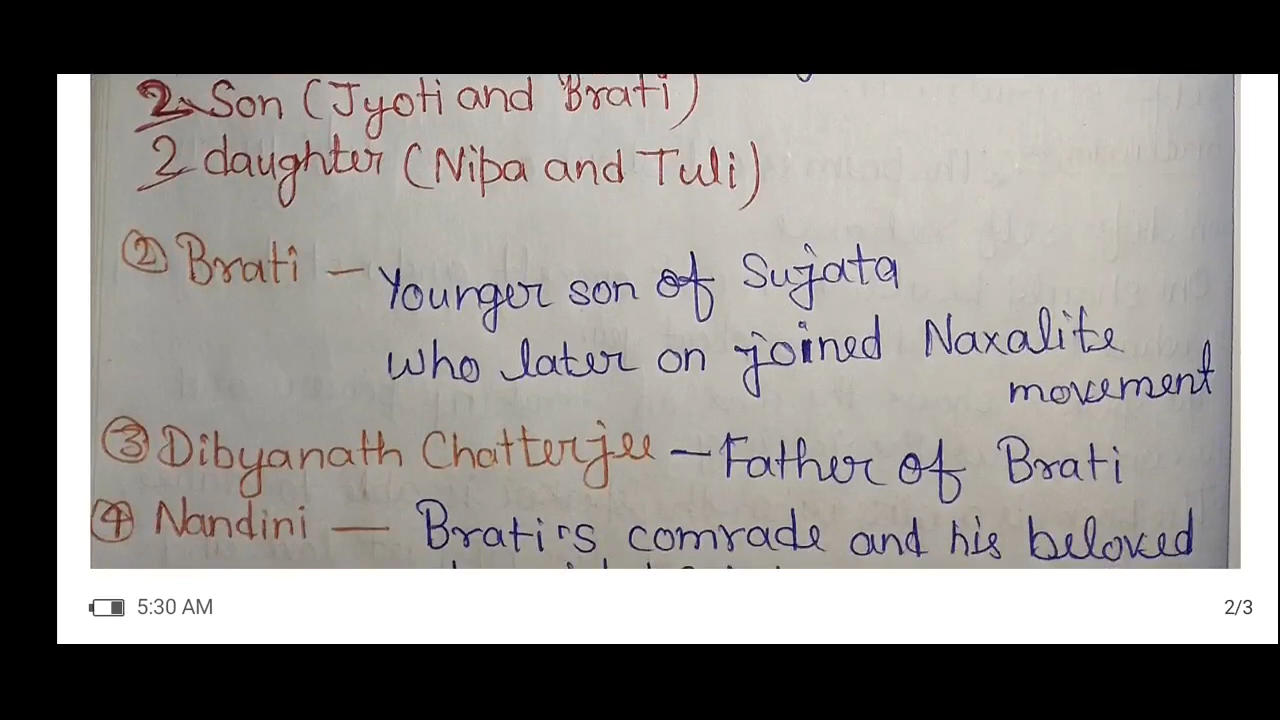 2 Son (Jyoti and Brati)
2 daughter (Nipa and Tuli)
② Brati — Younger son of Sujata
who later on joined Naxalite
movement
③ Dibyanath Chatterjee — Father of Brati
④ Nandini — Brati's comrade and his beloved
5:30 AM
2/3